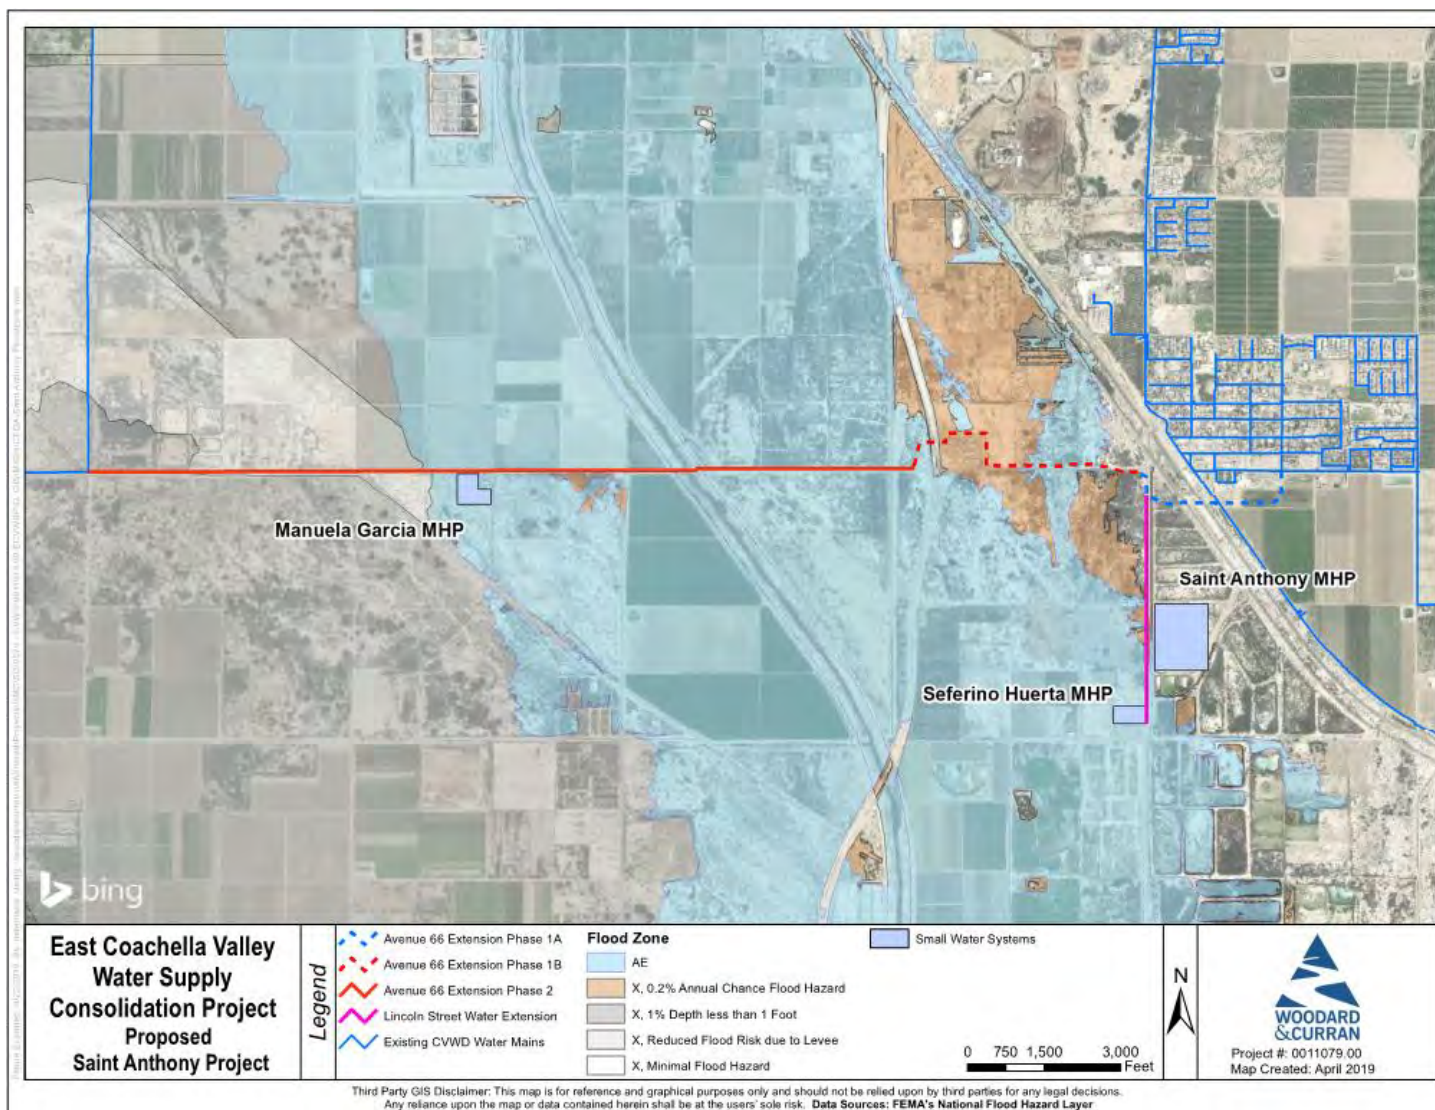 Manuela Garcia MHP
Saint Anthony MHP
Seferino Huerta MHP
bing
East Coachella Valley
Water Supply
Consolidation Project
Proposed
Saint Anthony Project
Legend
Avenue 66 Extension Phase 1A
Avenue 66 Extension Phase 1B
Avenue 66 Extension Phase 2
Lincoln Street Water Extension
Existing CVWD Water Mains
Flood Zone
AE
X, 0.2% Annual Chance Flood Hazard
X, 1% Depth less than 1 Foot
X, Reduced Flood Risk due to Levee
X, Minimal Flood Hazard
Small Water Systems
0 750 1,500 3,000
Feet
N
WOODARD
&CURRAN
Project #: 0011079.00
Map Created: April 2019
Third Party GIS Disclaimer: This map is for reference and graphical purposes only and should not be relied upon by third parties for any legal decisions.
Any reliance upon the map or data contained herein shall be at the users' sole risk. Data Sources: FEMA's National Flood Hazard Layer